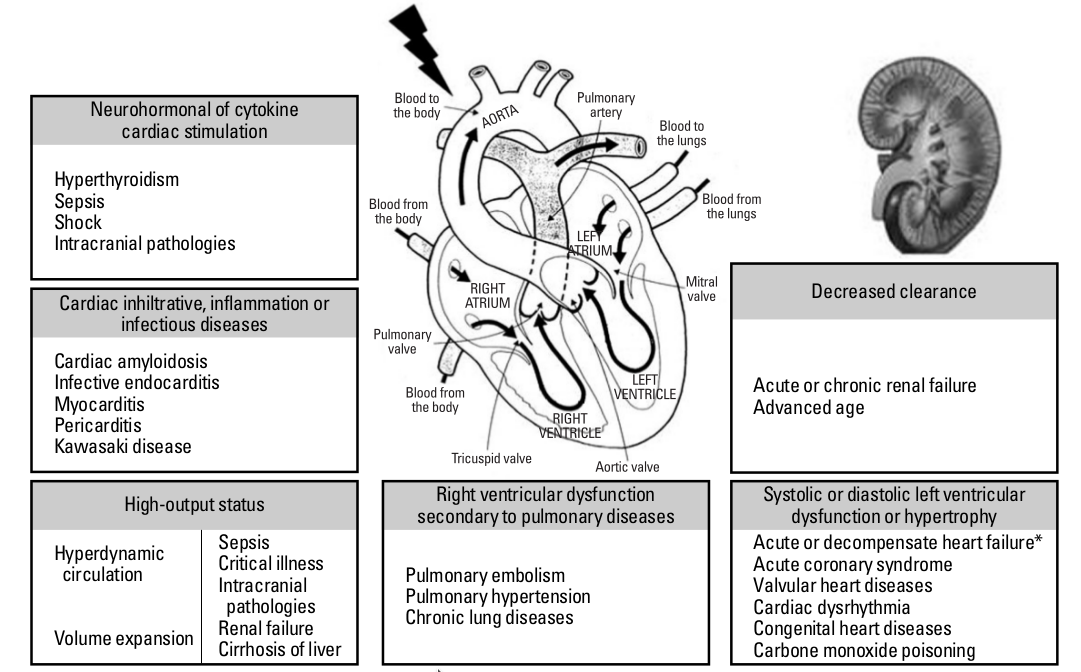 Neurohormonal of cytokine
cardiac stimulation
Hyperthyroidism
Sepsis
Shock
Intracranial pathologies
Cardiac inhiltrative, inflammation or
infectious diseases
Cardiac amyloidosis
Infective endocarditis
Myocarditis
Pericarditis
Kawasaki disease
High-output status
Hyperdynamic
circulation
Volume expansion
Sepsis
Critical illness
Intracranial
pathologies
Renal failure
Cirrhosis of liver
Blood to
the body
AORTA
Pulmonary
artery
Blood to
the lungs
Blood from
the lungs
Blood from
the body
LEFT
ATRIUM
RIGHT
ATRIUM
Mitral
valve
Pulmonary
valve
Blood from
the body
LEFT
VENTRICLE
RIGHT
VENTRICLE
Tricuspid valve
Aortic valve
Right ventricular dysfunction
secondary to pulmonary diseases
Pulmonary embolism
Pulmonary hypertension
Chronic lung diseases
Decreased clearance
Acute or chronic renal failure
Advanced age
Systolic or diastolic left ventricular
dysfunction or hypertrophy
Acute or decompensate heart failure*
Acute coronary syndrome
Valvular heart diseases
Cardiac dysrhythmia
Congenital heart diseases
Carbone monoxide poisoning